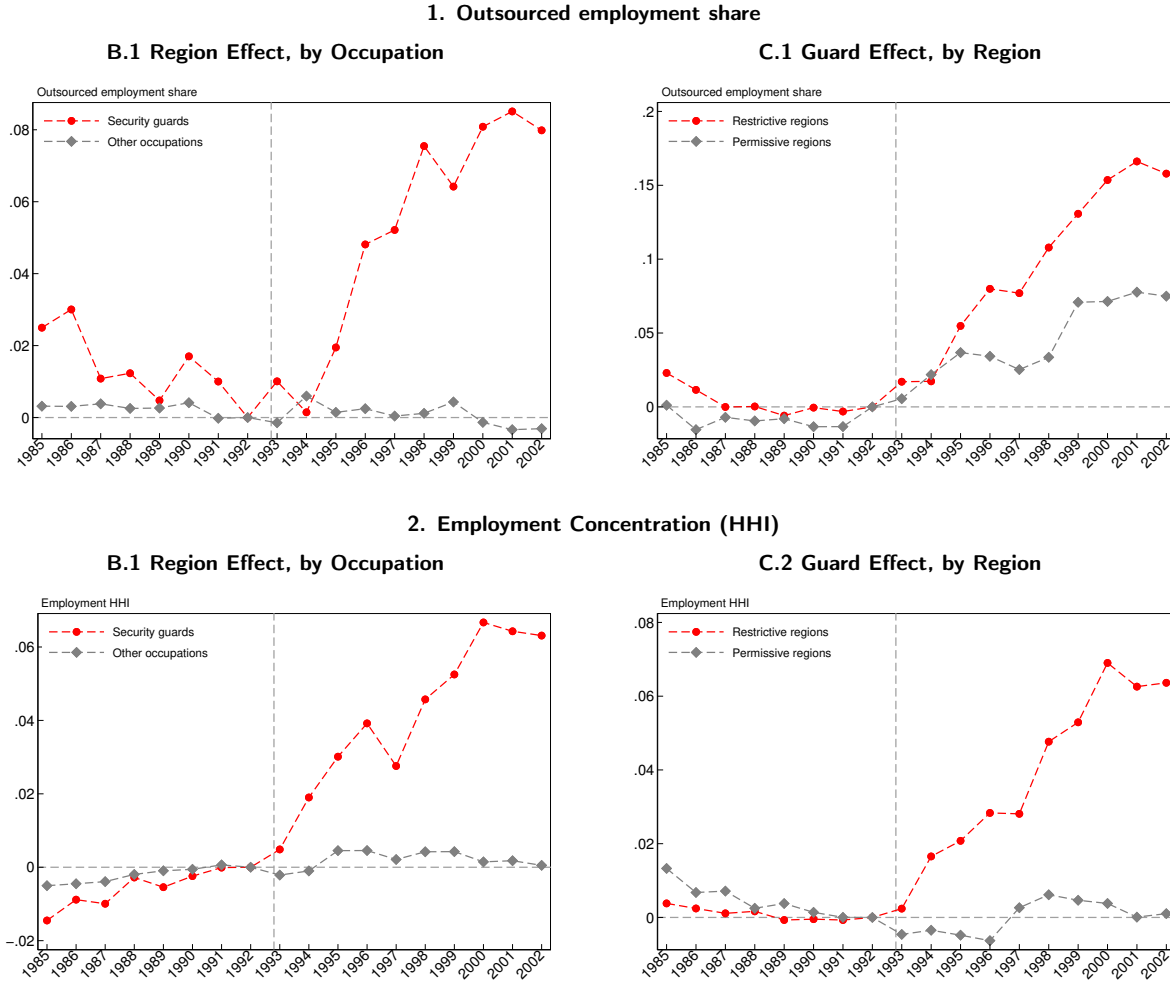 1. Outsourced employment share
B.1 Region Effect, by Occupation
Outsourced employment share
Security guards
Other occupations
.08
.06
.04
.02
0
1985 1986 1987 1988 1989 1990 1991 1992 1993 1994 1995 1996 1997 1998 1999 2000 2001 2002
C.1 Guard Effect, by Region
Outsourced employment share
Restrictive regions
Permissive regions
.2
.15
.1
.05
0
1985 1986 1987 1988 1989 1990 1991 1992 1993 1994 1995 1996 1997 1998 1999 2000 2001 2002
2. Employment Concentration (HHI)
B.1 Region Effect, by Occupation
Employment HHI
Security guards
Other occupations
.06
.04
.02
0
-.02
1985 1986 1987 1988 1989 1990 1991 1992 1993 1994 1995 1996 1997 1998 1999 2000 2001 2002
C.2 Guard Effect, by Region
Employment HHI
Restrictive regions
Permissive regions
.08
.06
.04
.02
0
1985 1986 1987 1988 1989 1990 1991 1992 1993 1994 1995 1996 1997 1998 1999 2000 2001 2002